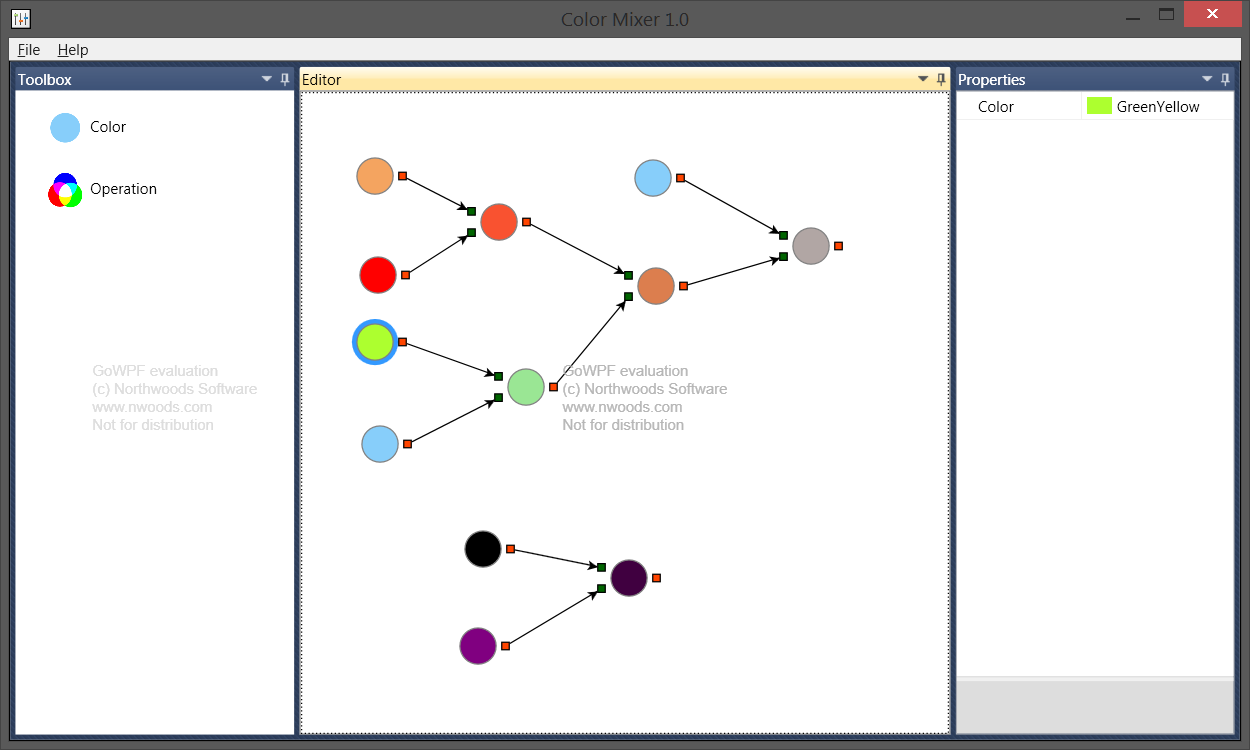 Color Mixer 1.0
File Help
Toolbox
Color
Operation
GoWPF evaluation
(c) Northwoods Software
www.nwoods.com
Not for distribution
Editor
GoWPF evaluation
(c) Northwoods Software
www.nwoods.com
Not for distribution
Properties
Color GreenYellow